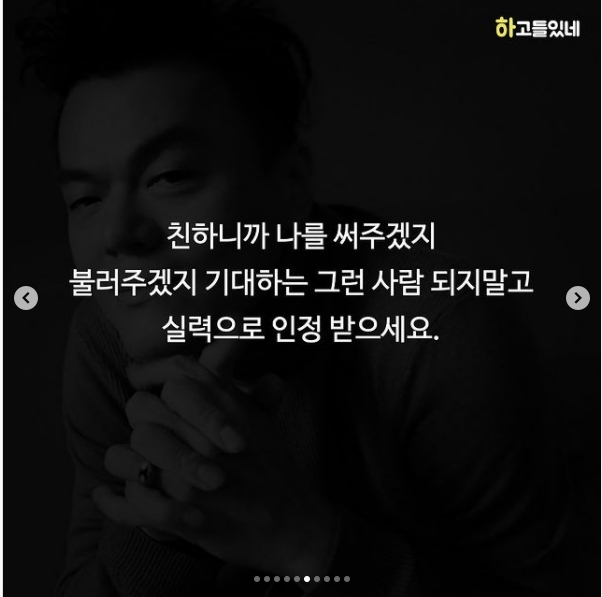 하고들있네
친하니까 나를 써주겠지
불러주겠지 기대하는 그런 사람 되지말고
실력으로 인정 받으세요.